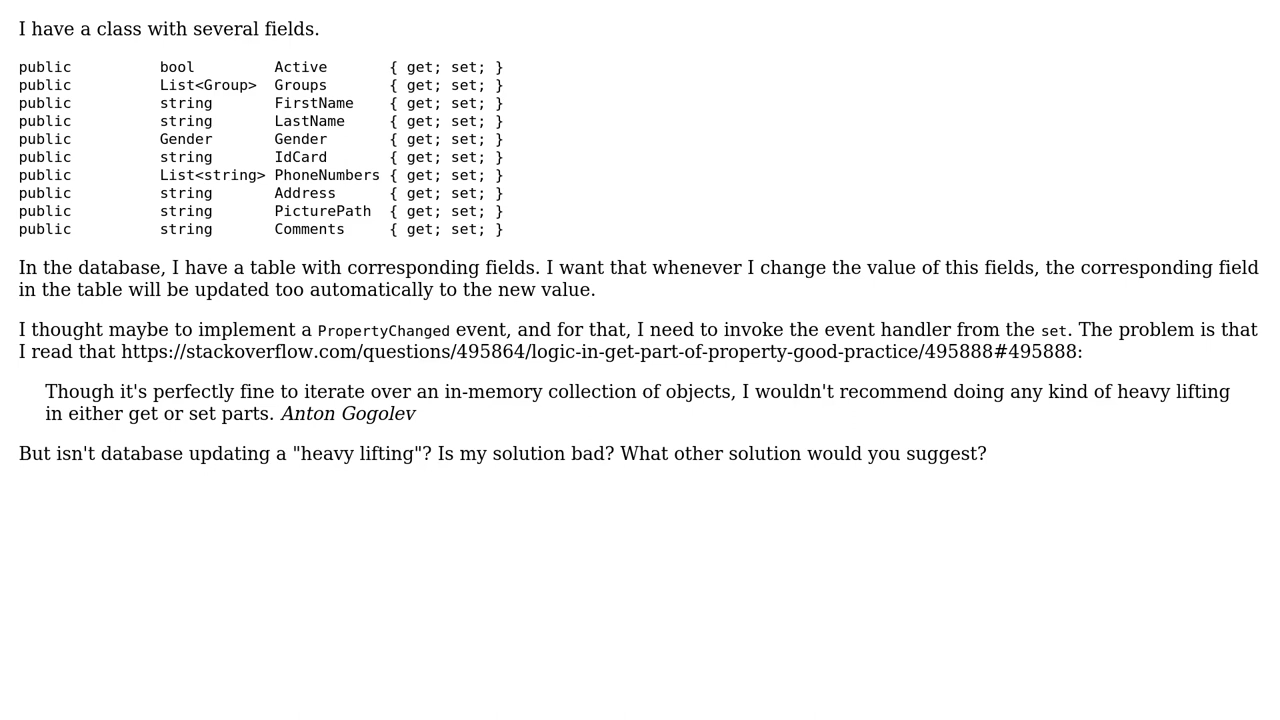 I have a class with several fields.
public          bool         Active       { get; set; }
public          List<Group>  Groups       { get; set; }
public          string       FirstName    { get; set; }
public          string       LastName     { get; set; }
public          Gender       Gender       { get; set; }
public          string       IdCard       { get; set; }
public          List<string> PhoneNumbers { get; set; }
public          string       Address      { get; set; }
public          string       PicturePath  { get; set; }
public          string       Comments     { get; set; }
In the database, I have a table with corresponding fields. I want that whenever I change the value of this fields, the corresponding field
in the table will be updated too automatically to the new value.
I thought maybe to implement a PropertyChanged event, and for that, I need to invoke the event handler from the set. The problem is that
I read that https://stackoverflow.com/questions/495864/logic-in-get-part-of-property-good-practice/495888#495888:
Though it's perfectly fine to iterate over an in-memory collection of objects, I wouldn't recommend doing any kind of heavy lifting
in either get or set parts. Anton Gogolev
But isn't database updating a "heavy lifting"? Is my solution bad? What other solution would you suggest?